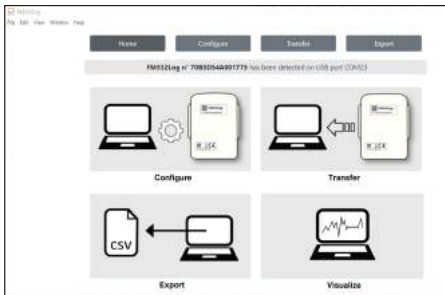 File Edit View Window Help
Home Configure Transfer Export
has been detected on USB port
Configure Transfer
CSV
Export Visualize